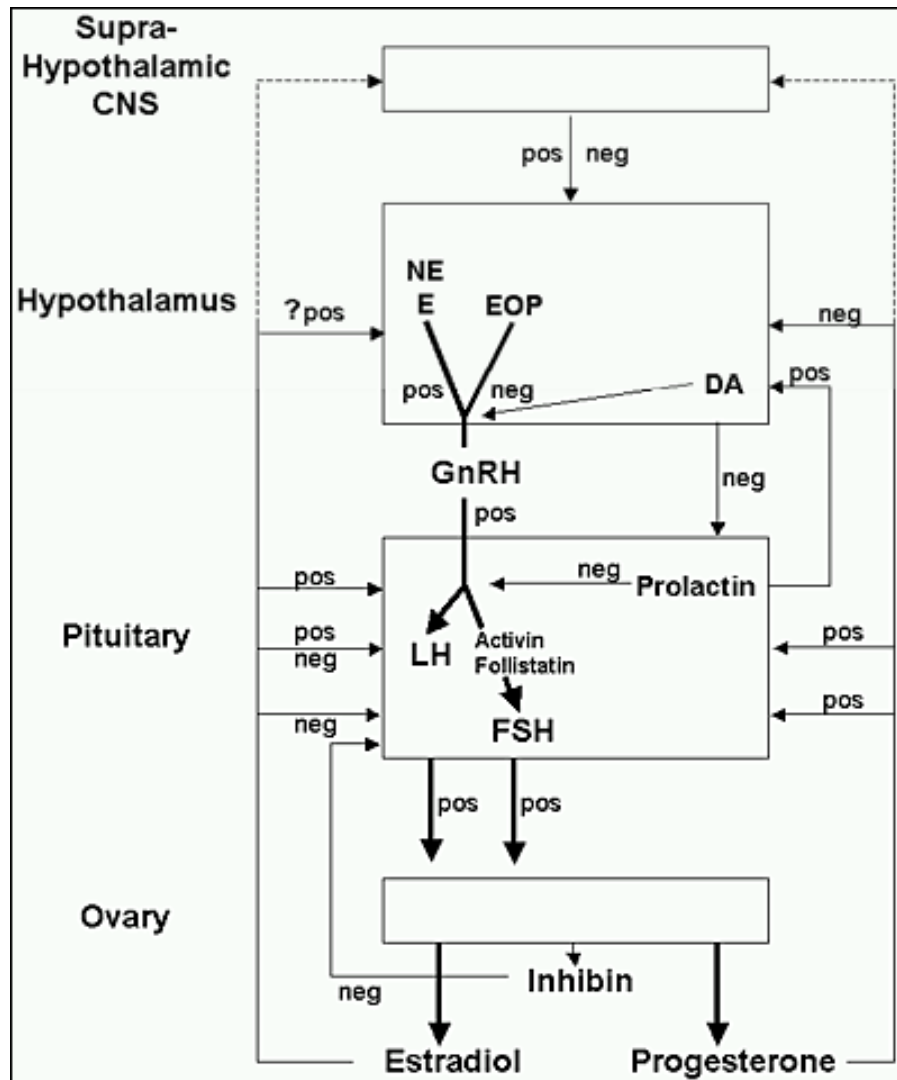 Supra-
Hypothalamic
CNS
pos neg
Hypothalamus
NE
E EOP
?pos
neg
pos neg
DA
pos
GnRH
neg
pos
Pituitary
pos
neg
Prolactin
pos
neg
LH
Activin
Follistatin
pos
neg
FSH
pos
pos pos
Ovary
Inhibin
neg
Estradiol Progesterone